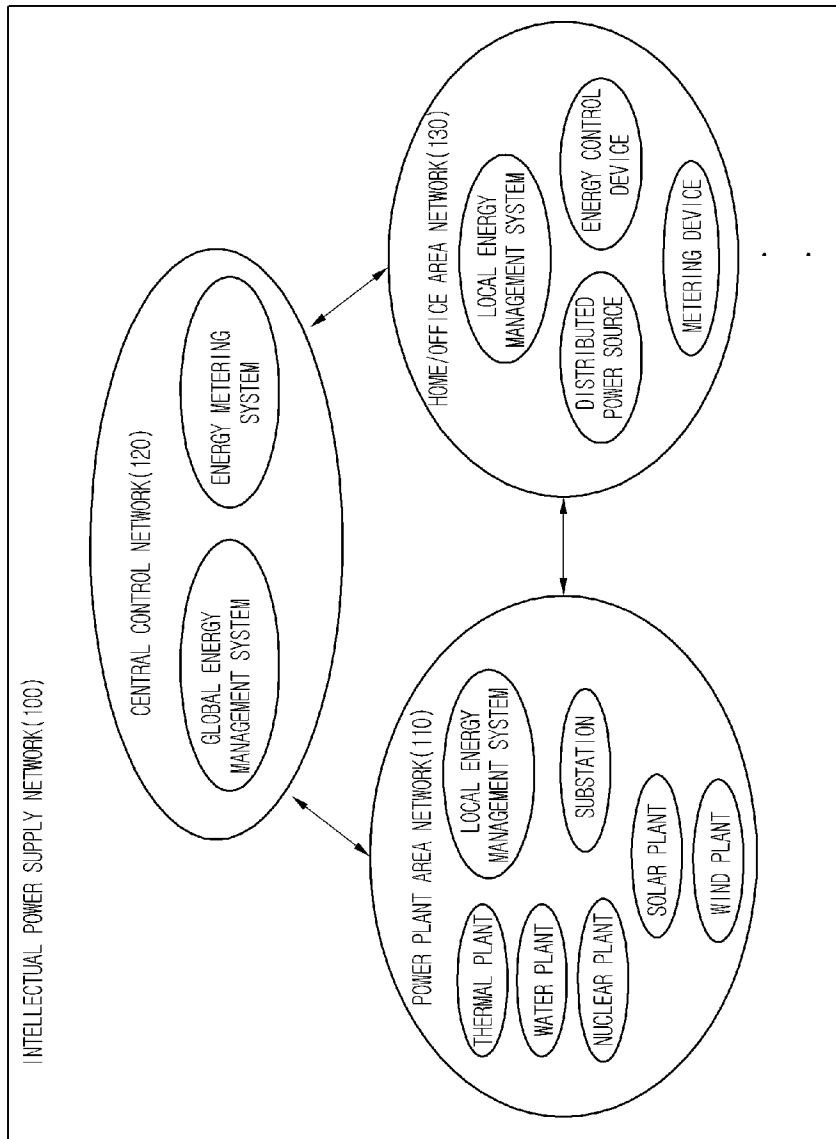 INTELLECTUAL POWER SUPPLY NETWORK(100)
CENTRAL CONTROL NETWORK(120)
GLOBAL ENERGY
MANAGEMENT SYSTEM
ENERGY METERING
SYSTEM
POWER PLANT AREA NETWORK(110)
THERMAL PLANT
WATER PLANT
NUCLEAR PLANT
LOCAL ENERGY
MANAGEMENT SYSTEM
SUBSTATION
SOLAR PLANT
WIND PLANT
HOME/OFFICE AREA NETWORK(130)
LOCAL ENERGY
MANAGEMENT SYSTEM
DISTRIBUTED
POWER SOURCE
ENERGY CONTROL
DEVICE
METERING DEVICE